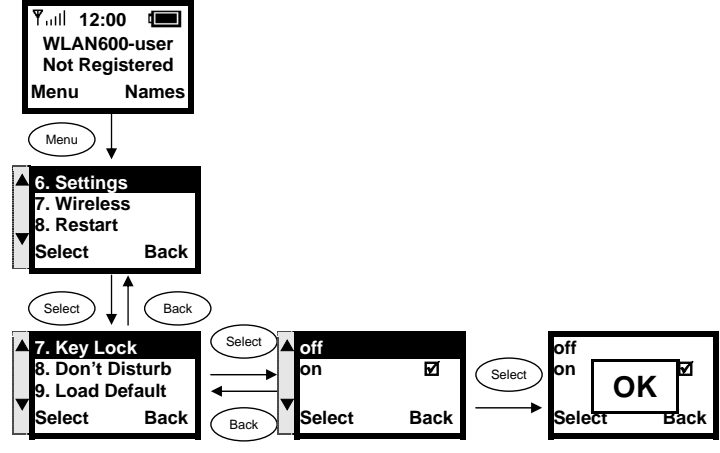 12:00
WLAN600-user
Not Registered
Menu Names
Menu
6. Settings
7. Wireless
8. Restart
Select Back
Select Back
7. Key Lock
8. Don't Disturb
9. Load Default
Select Back
Select
Back
off
on
Select Back
Select
off
on
OK
Select Back